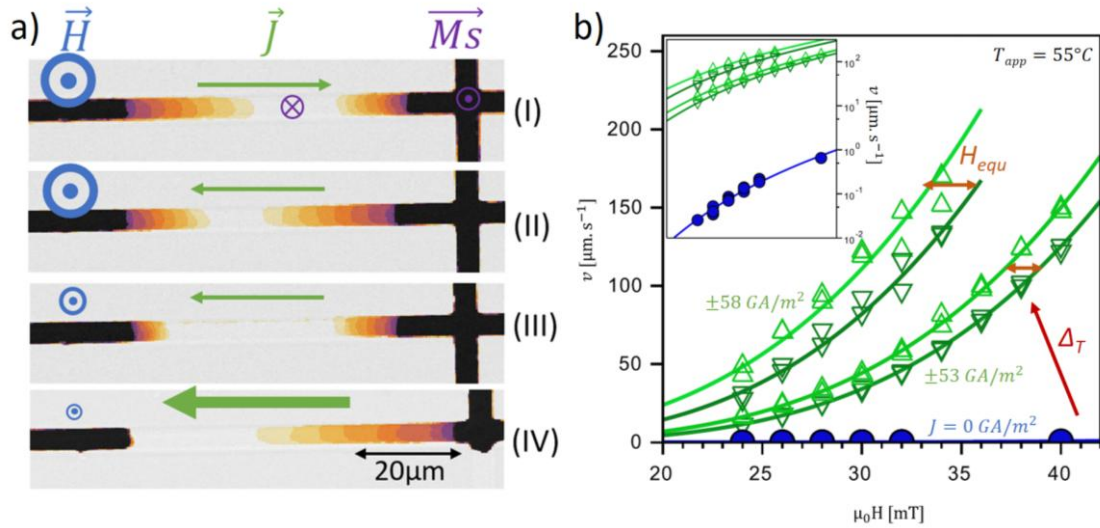 a)
H
J
Ms
(I)
(II)
(III)
(IV)
20μm
b)
250
200
150
100
50
0
v [μm.s⁻¹]
20
25
30
35
40
μ₀H [mT]
T_app = 55°C
10²
10¹
10⁰
10⁻¹
10⁻²
v [μm.s⁻¹]
H_equ
±58 GA/m²
±53 GA/m²
Δ_T
J = 0 GA/m²